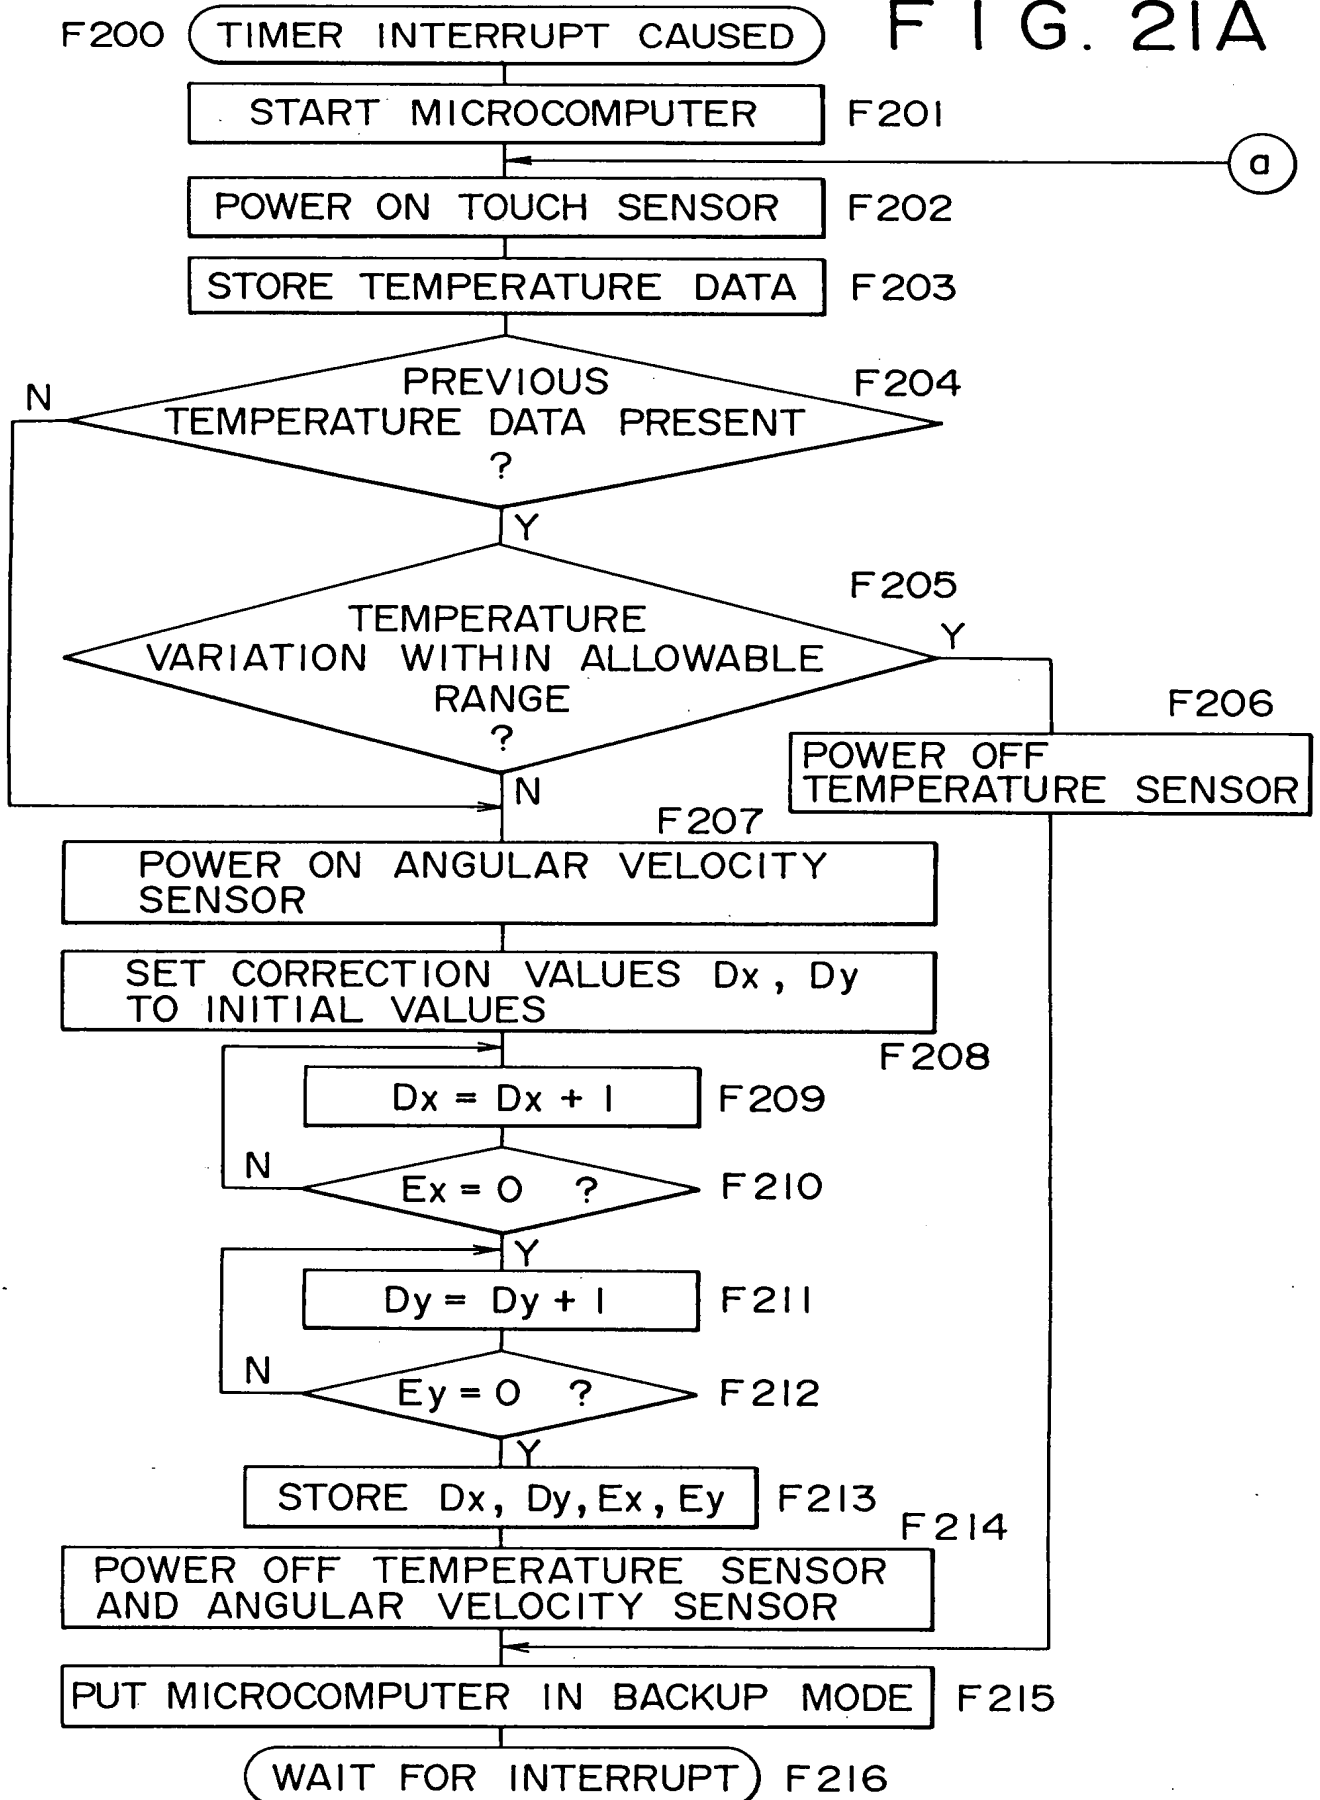 FIG. 21A
F200 TIMER INTERRUPT CAUSED
START MICROCOMPUTER F201
a
POWER ON TOUCH SENSOR F202
STORE TEMPERATURE DATA F203
F204
N
PREVIOUS
TEMPERATURE DATA PRESENT
?
Y
F205
TEMPERATURE
VARIATION WITHIN ALLOWABLE
RANGE
?
Y
F206
POWER OFF
TEMPERATURE SENSOR
N
F207
POWER ON ANGULAR VELOCITY
SENSOR
SET CORRECTION VALUES Dx, Dy
TO INITIAL VALUES
F208
Dx = Dx + 1 F209
N
Ex = 0 ? F210
Y
Dy = Dy + 1 F211
N
Ey = 0 ? F212
Y
STORE Dx, Dy, Ex, Ey F213
F214
POWER OFF TEMPERATURE SENSOR
AND ANGULAR VELOCITY SENSOR
PUT MICROCOMPUTER IN BACKUP MODE F215
WAIT FOR INTERRUPT F216